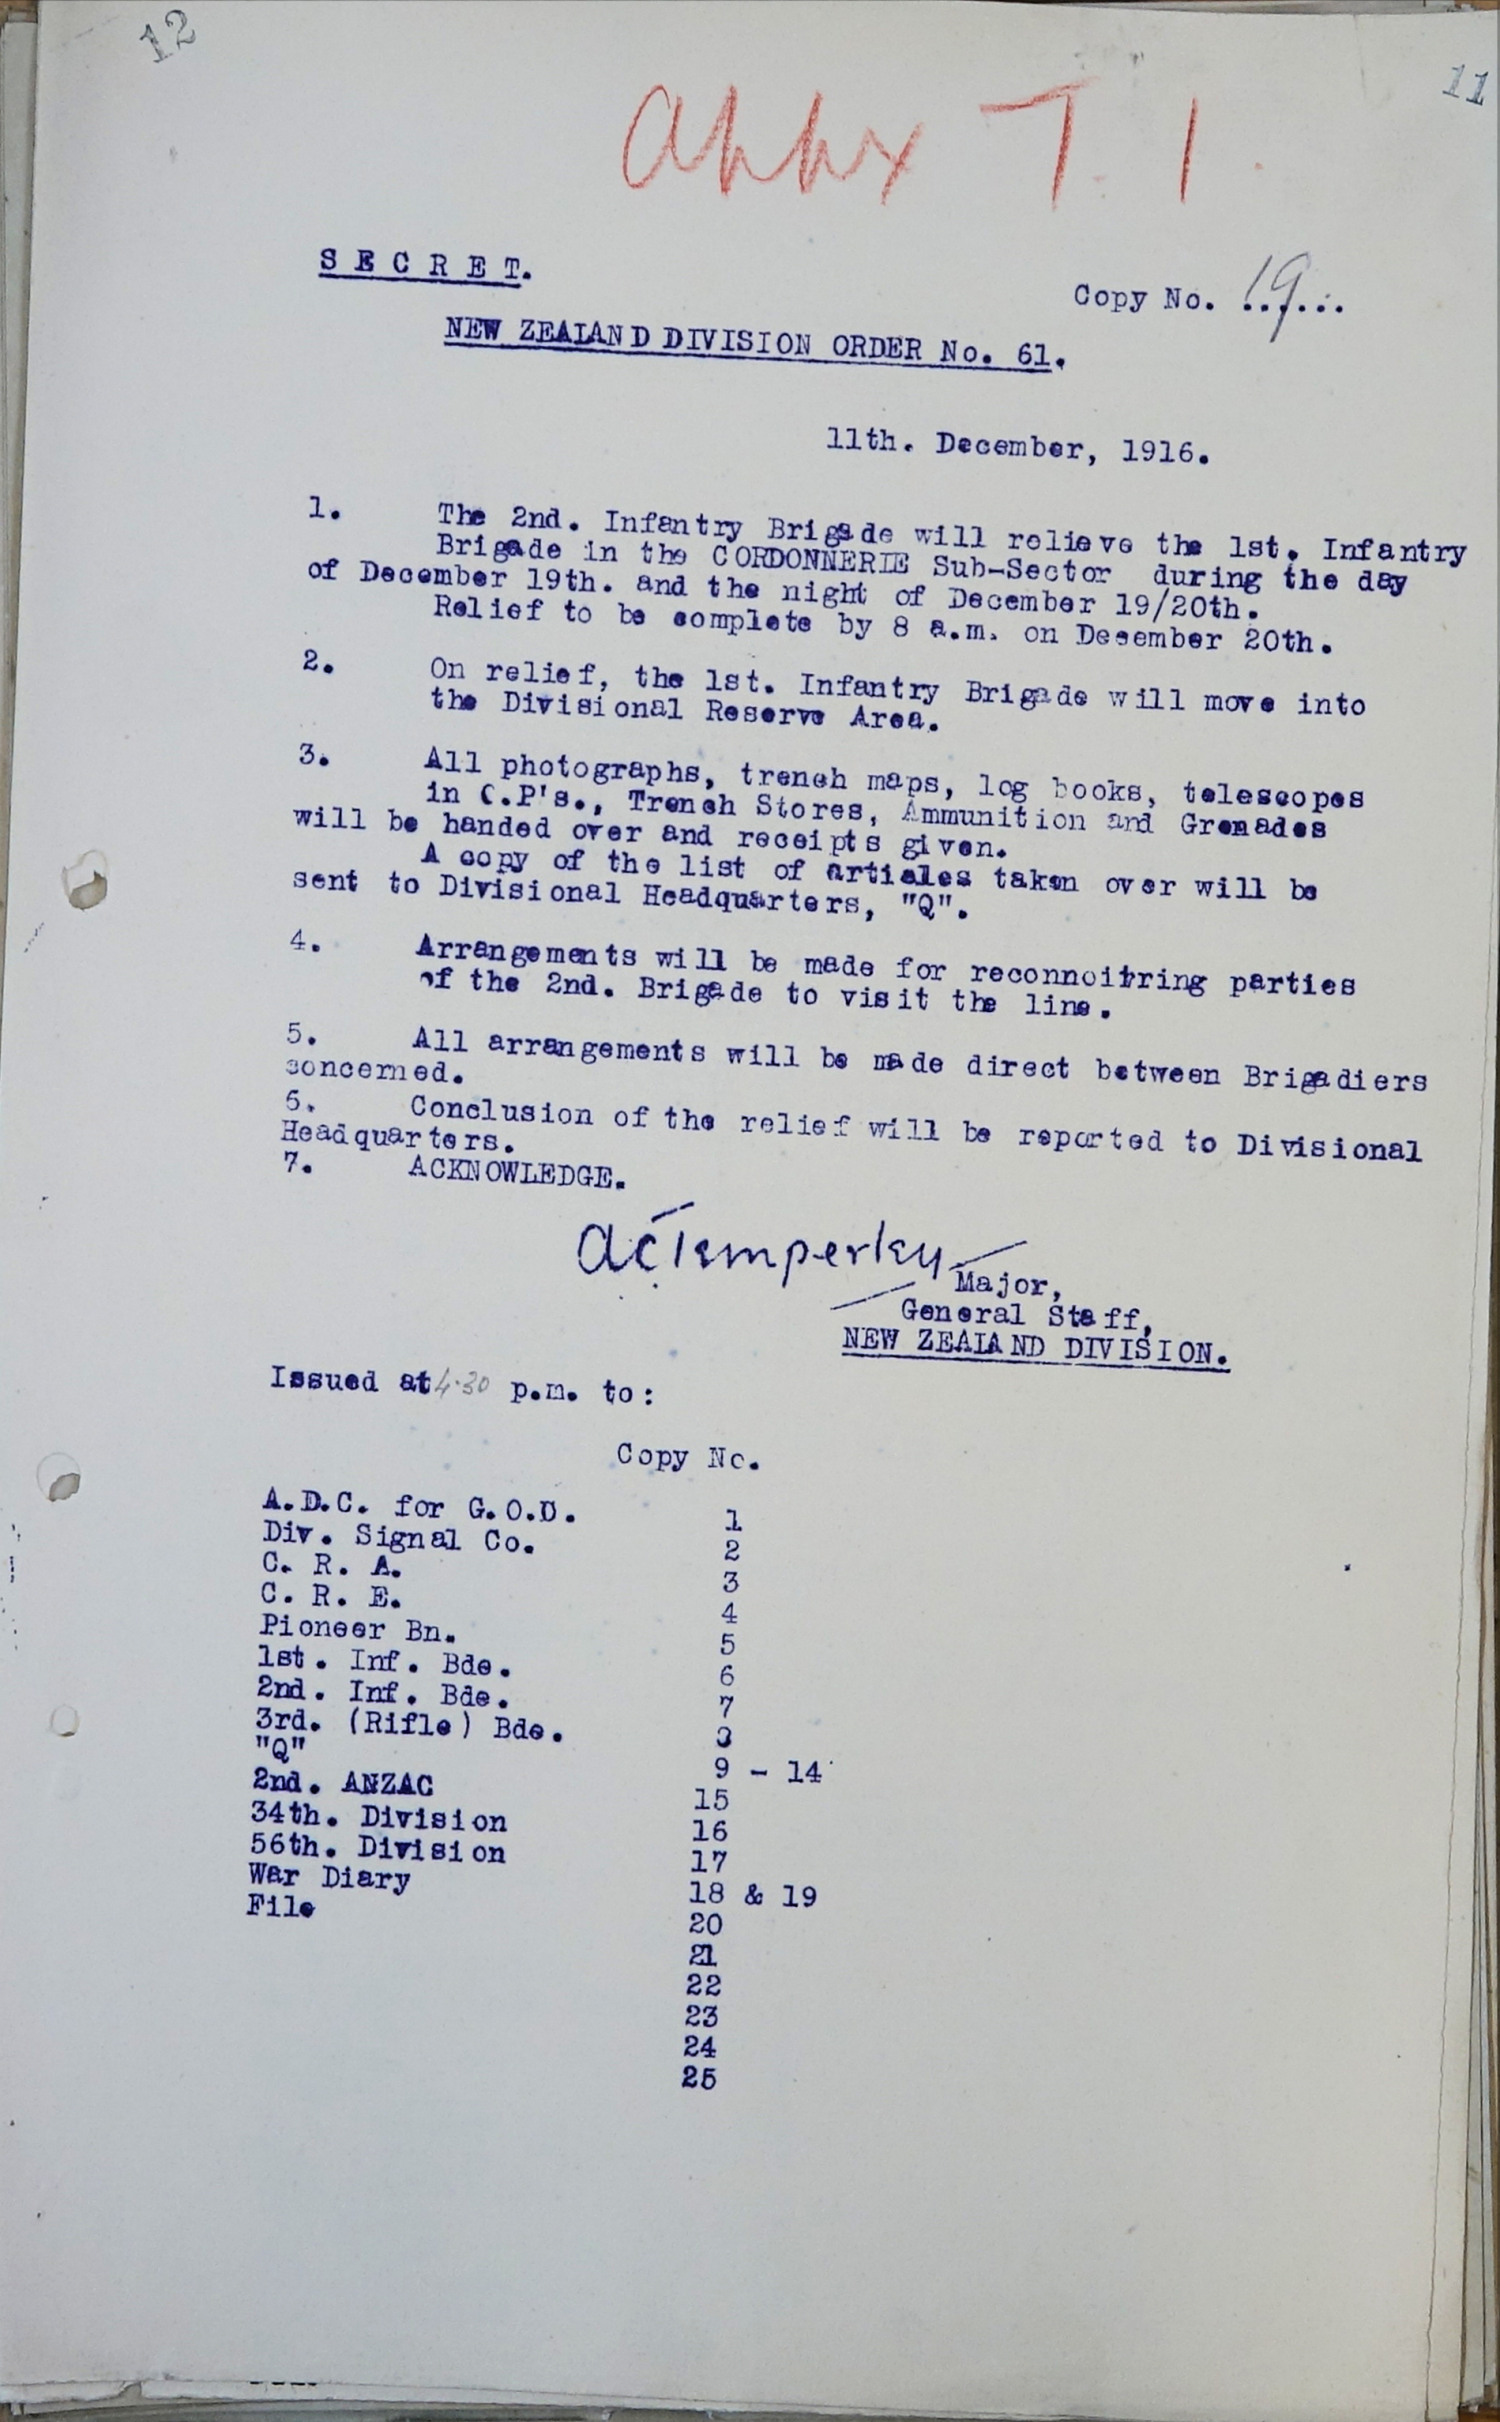 12
11
Appx T. 1.
SECRET.
Copy No. 19
NEW ZEALAND DIVISION ORDER No. 61.
11th. December, 1916.
1. The 2nd. Infantry Brigade will relieve the 1st. Infantry
Brigade in the CORDONNERIE Sub-Sector during the day
of December 19th. and the night of December 19/20th.
Relief to be complete by 8 a.m. on December 20th.
2. On relief, the 1st. Infantry Brigade will move into
the Divisional Reserve Area.
3. All photographs, trench maps, log books, telescopes
in O.P's., Trench Stores, Ammunition and Grenades
will be handed over and receipts given.
A copy of the list of articles taken over will be
sent to Divisional Headquarters, "Q".
4. Arrangements will be made for reconnoitring parties
of the 2nd. Brigade to visit the line.
5. All arrangements will be made direct between Brigadiers
concerned.
6. Conclusion of the relief will be reported to Divisional
Headquarters.
7. ACKNOWLEDGE.
ACTemperley
Major,
General Staff,
NEW ZEALAND DIVISION.
Issued at 4.30 p.m. to:
Copy No.
A.D.C. for G.O.C. 1
Div. Signal Co. 2
C. R. A. 3
C. R. E. 4
Pioneer Bn. 5
1st. Inf. Bde. 6
2nd. Inf. Bde. 7
3rd. (Rifle) Bde. 8
"Q" 9 - 14
2nd. ANZAC 15
34th. Division 16
56th. Division 17
War Diary 18 & 19
File 20
21
22
23
24
25